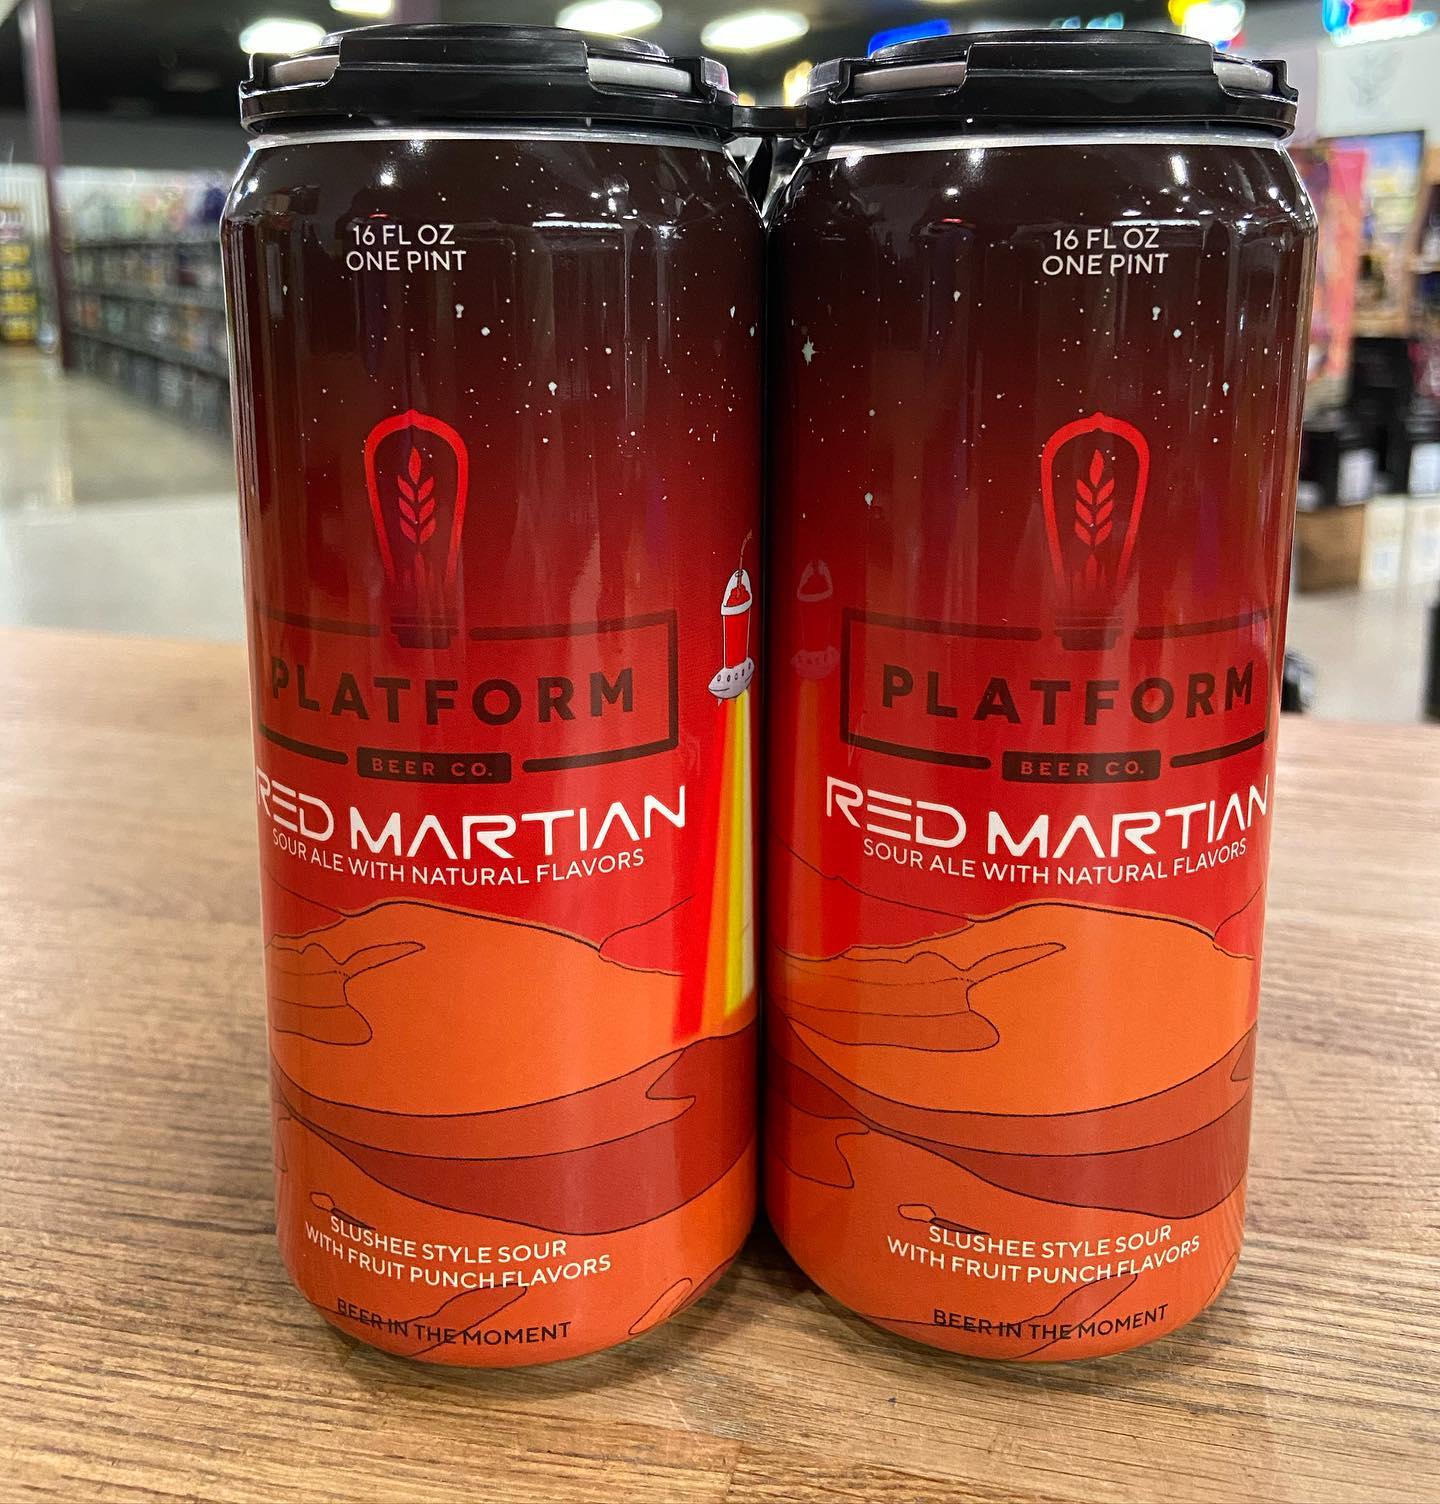 16 FL OZ
ONE PINT
PLATFORM
BEER CO.
RED MARTIAN
SOUR ALE WITH NATURAL FLAVORS
SLUSHEE STYLE SOUR
WITH FRUIT PUNCH FLAVORS
BEER IN THE MOMENT
16 FL OZ
ONE PINT
PLATFORM
BEER CO.
RED MARTIAN
SOUR ALE WITH NATURAL FLAVORS
SLUSHEE STYLE SOUR
WITH FRUIT PUNCH FLAVORS
BEER IN THE MOMENT